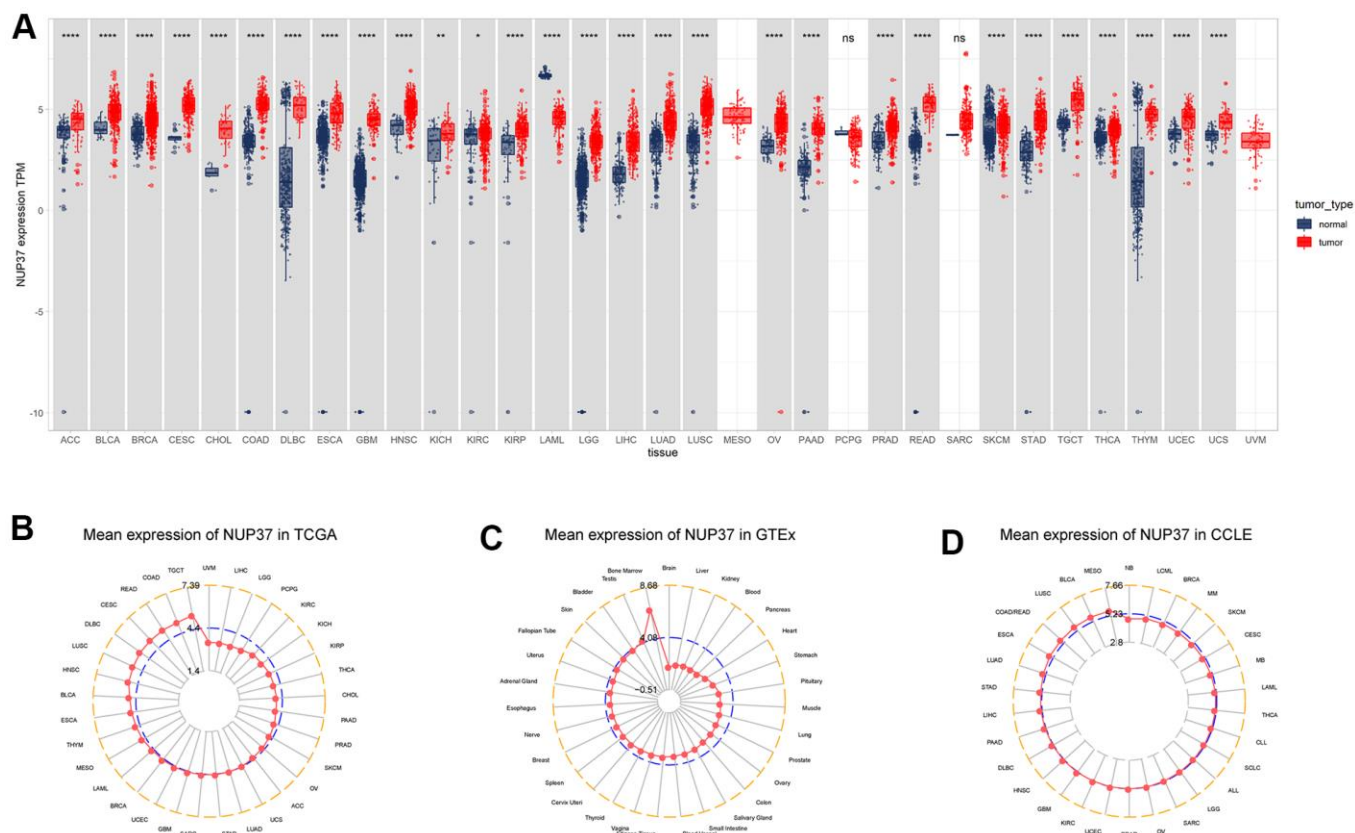 A
**** **** **** **** **** **** **** **** **** **** ** * **** **** **** **** **** **** **** **** ns **** **** ns **** **** **** **** **** **** ****
NUP37 expression TPM
5
0
-5
-10
ACC BLCA BRCA CESC CHOL COAD DLBC ESCA GBM HNSC KICH KIRC KIRP LAML LGG LIHC LUAD LUSC MESO OV PAAD PCPG PRAD READ SARC SKCM STAD TGCT THCA THYM UCEC UCS UVM
tissue
tumor_type
normal
tumor
B
Mean expression of NUP37 in TCGA
7.39
4.4
1.4
UVM
LIHC
LGG
PCPG
KIRC
KICH
KIRP
THCA
CHOL
PAAD
PRAD
SKCM
OV
ACC
UCS
LUAD
GBM
UCEC
BRCA
LAML
MESO
THYM
ESCA
BLCA
HNSC
LUSC
DLBC
CESC
READ
COAD
TGCT
C
Mean expression of NUP37 in GTEx
8.68
4.08
−0.51
Brain
Liver
Kidney
Blood
Pancreas
Heart
Stomach
Pituitary
Muscle
Lung
Prostate
Ovary
Colon
Salivary Gland
Small Intestine
Vagina
Thyroid
Cervix Uteri
Spleen
Breast
Nerve
Esophegus
Adrenal Gland
Uterus
Fallopian Tube
Skin
Bladder
Testis
Bone Marrow
D
Mean expression of NUP37 in CCLE
7.66
5.23
2.8
NB
LCML
BRCA
MM
SKCM
CESC
MB
LAML
THCA
CLL
SCLC
ALL
LGG
SARC
OV
UCEC
KIRC
GBM
HNSC
DLBC
PAAD
LIHC
STAD
LUAD
ESCA
COAD/READ
LUSC
BLCA
MESO